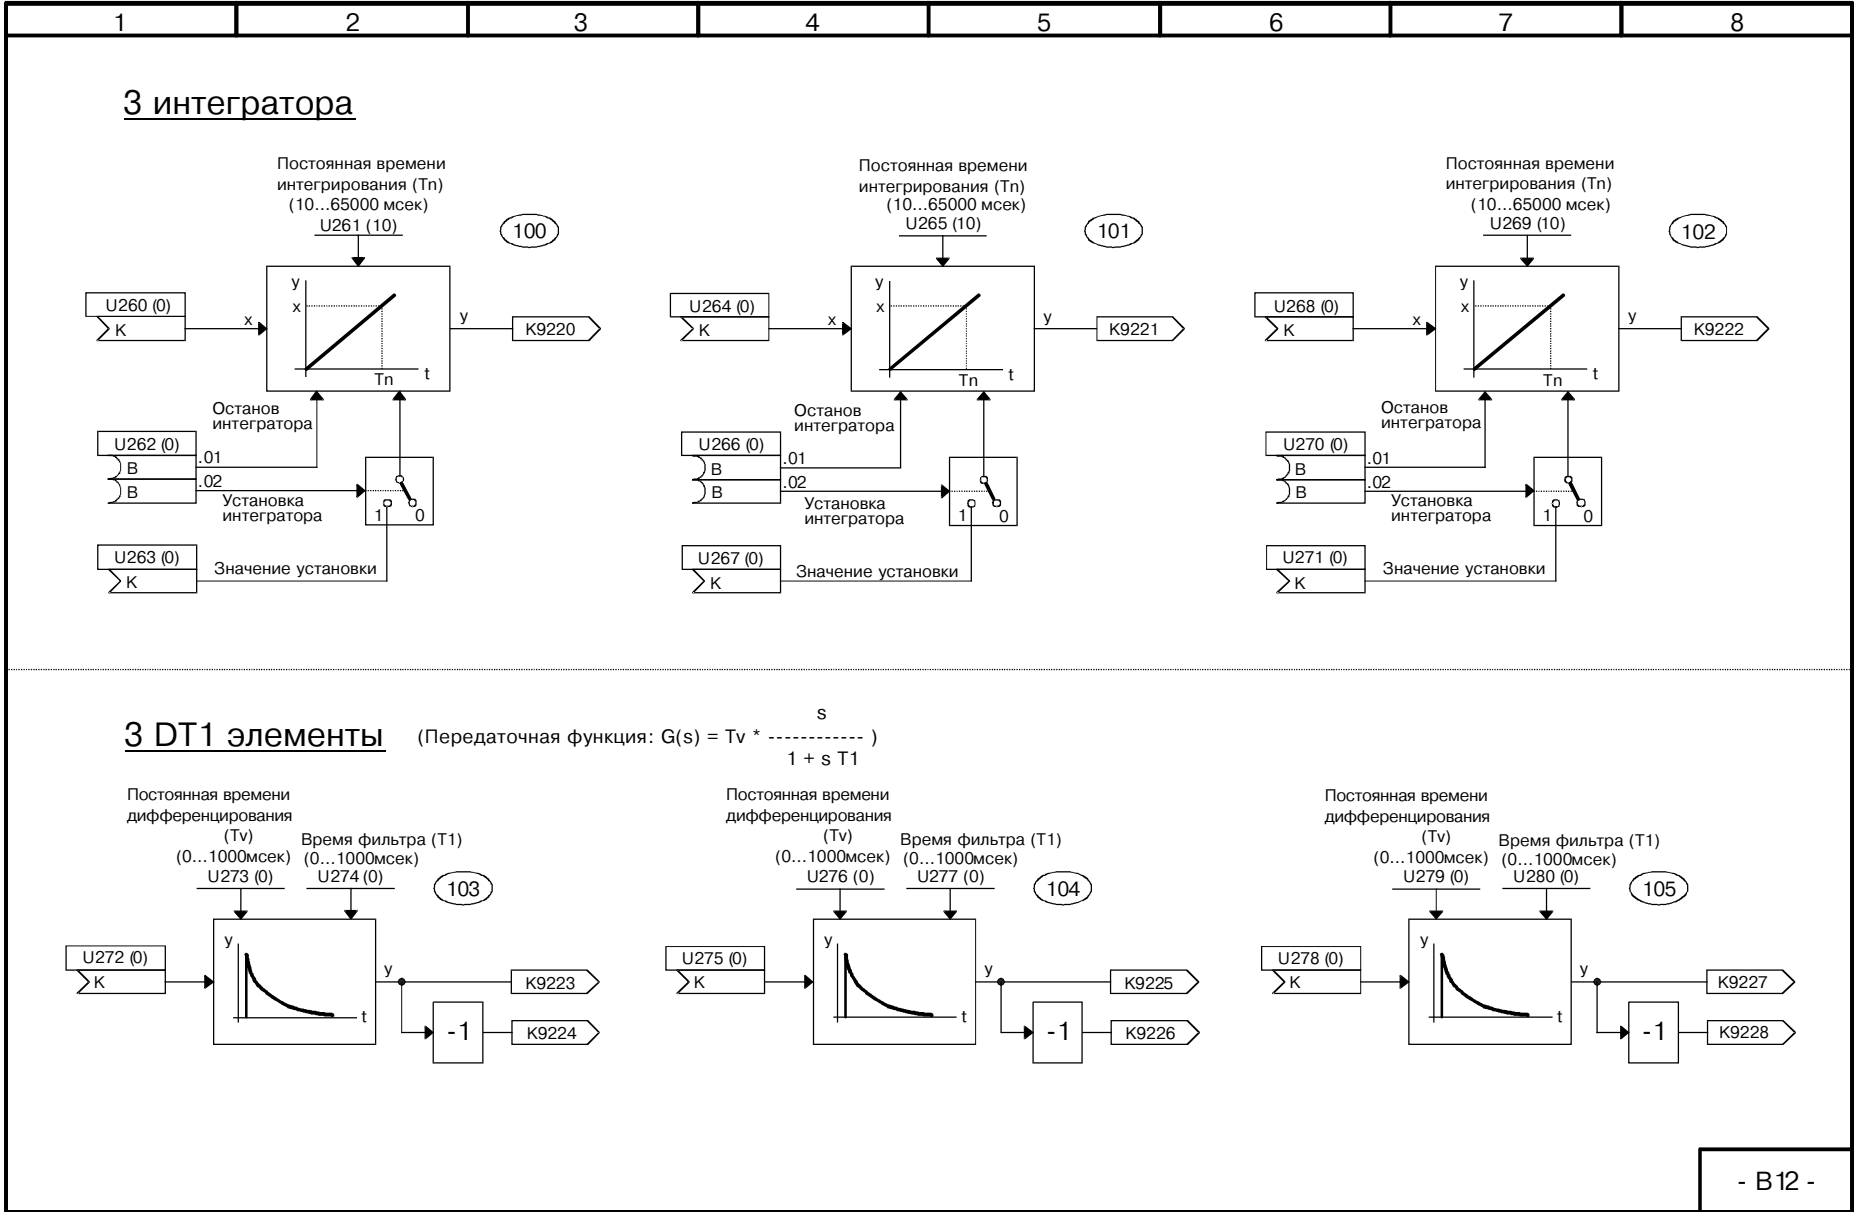 1 2 3 4 5 6 7 8
3 интегратора
Постоянная времени
интегрирования (Tn)
(10...65000 мсек)
U261 (10)
100
U260 (0)
K
x
y
x
Tn
t
y
K9220
Останов
интегратора
U262 (0)
B
.01
B
.02
Установка
интегратора
1 0
U263 (0)
K
Значение установки
Постоянная времени
интегрирования (Tn)
(10...65000 мсек)
U265 (10)
101
U264 (0)
K
x
y
x
Tn
t
y
K9221
Останов
интегратора
U266 (0)
B
.01
B
.02
Установка
интегратора
1 0
U267 (0)
K
Значение установки
Постоянная времени
интегрирования (Tn)
(10...65000 мсек)
U269 (10)
102
U268 (0)
K
x
y
x
Tn
t
y
K9222
Останов
интегратора
U270 (0)
B
.01
B
.02
Установка
интегратора
1 0
U271 (0)
K
Значение установки
s
3 DT1 элементы (Передаточная функция: G(s) = Tv * ------------ )
1 + s T1
Постоянная времени
дифференцирования
(Tv)
(0...1000мсек)
U273 (0)
Время фильтра (T1)
(0...1000мсек)
U274 (0)
103
U272 (0)
K
y
t
y
K9223
-1
K9224
Постоянная времени
дифференцирования
(Tv)
(0...1000мсек)
U276 (0)
Время фильтра (T1)
(0...1000мсек)
U277 (0)
104
U275 (0)
K
y
t
y
K9225
-1
K9226
Постоянная времени
дифференцирования
(Tv)
(0...1000мсек)
U279 (0)
Время фильтра (T1)
(0...1000мсек)
U280 (0)
105
U278 (0)
K
y
t
y
K9227
-1
K9228
- B12 -